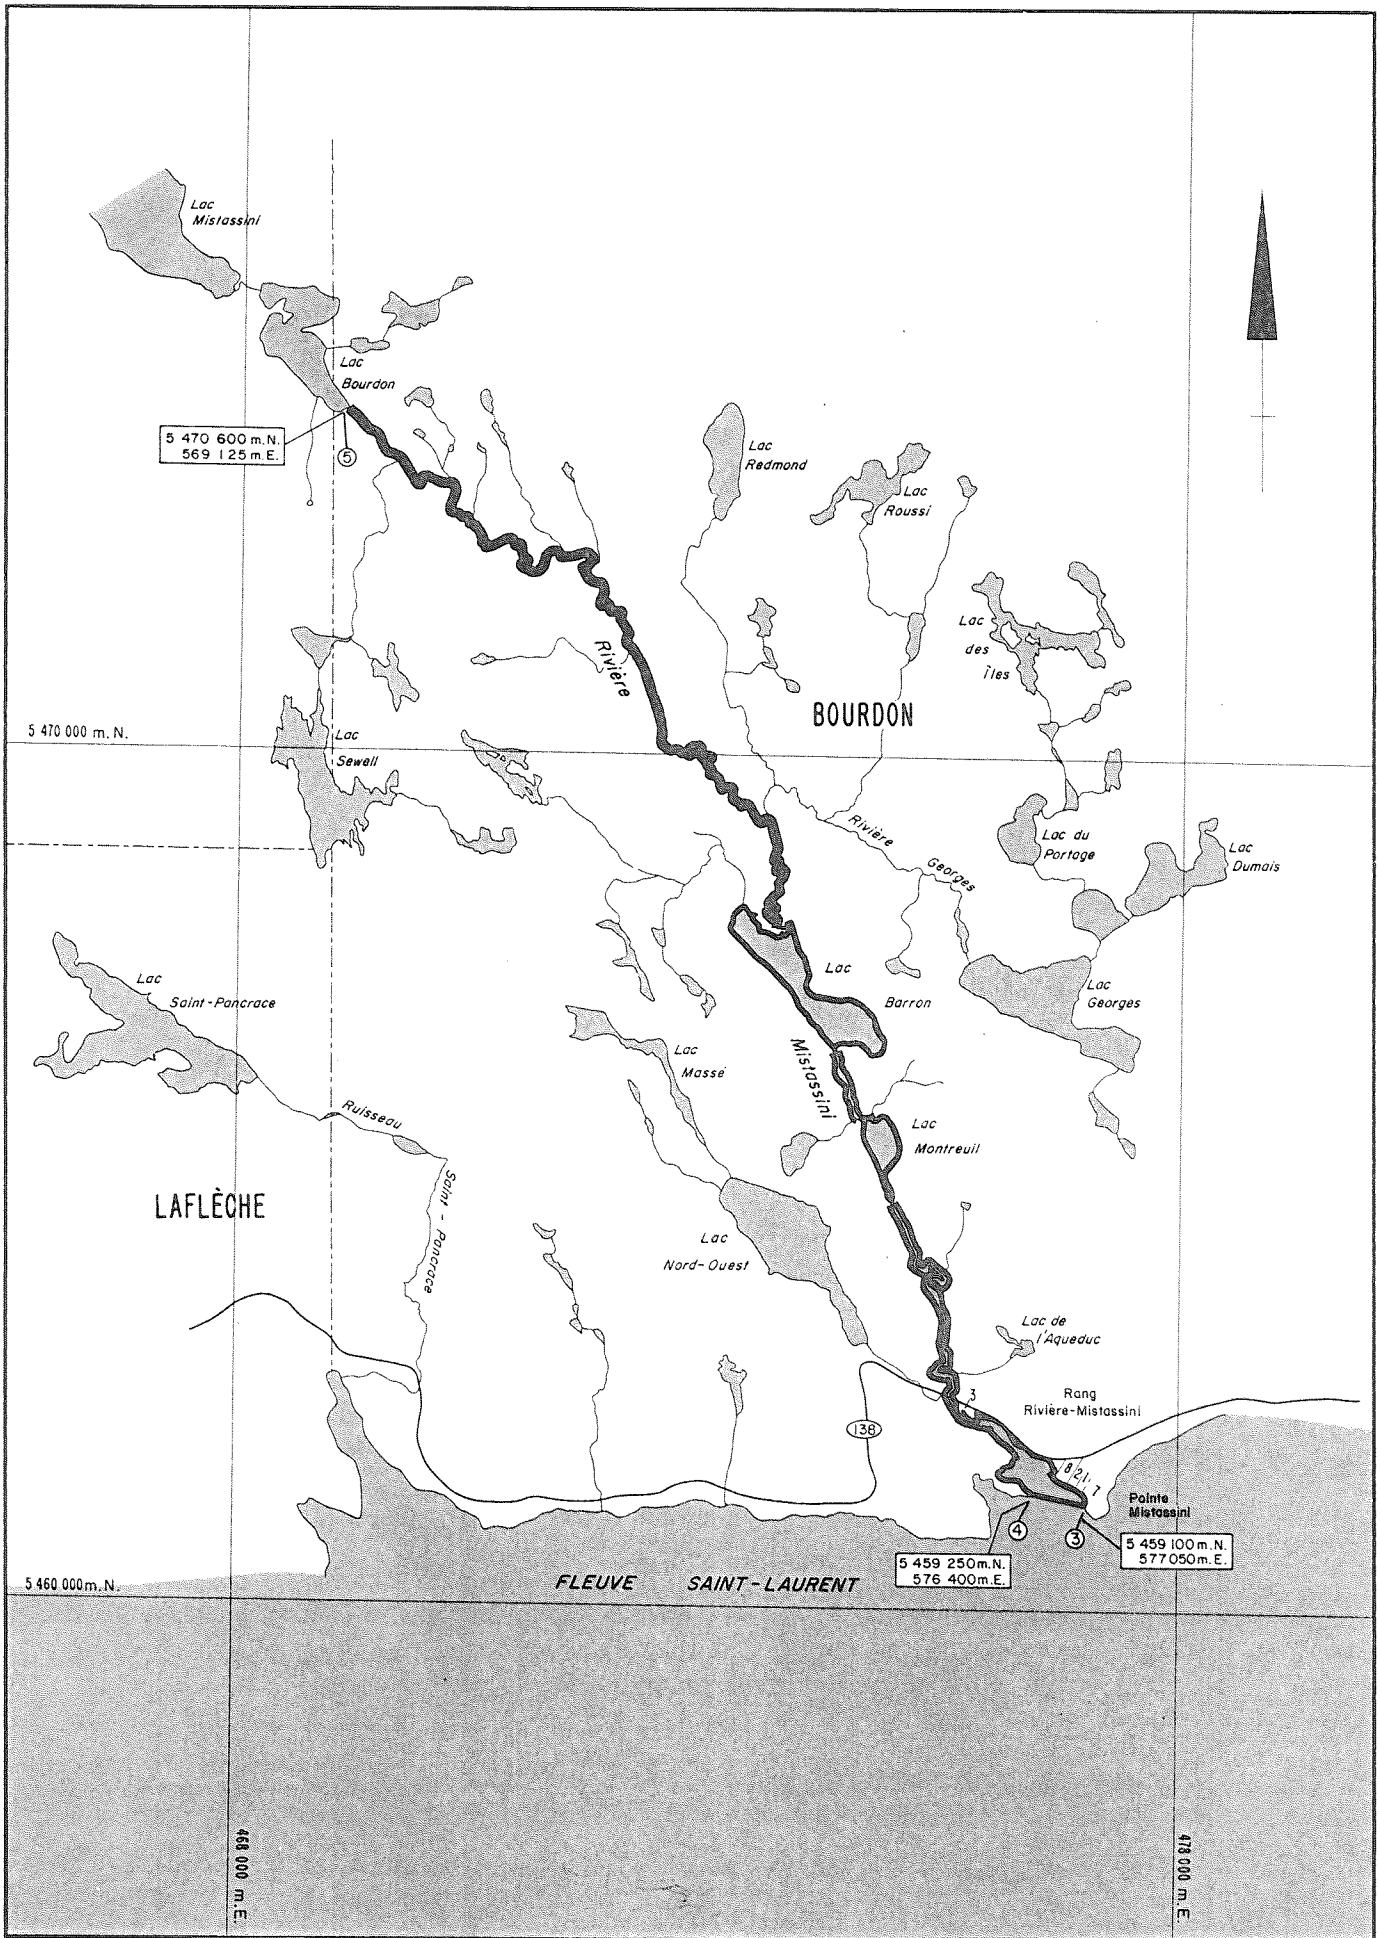 Lac
Mistassini
Lac
Bourdon
5 470 600 m. N.
569 125 m. E.
5
Lac
Redmond
Lac
Roussi
Lac
des
Îles
Rivière
BOURDON
5 470 000 m. N.
Lac
Sewell
Rivière
Georges
Lac du
Portage
Lac
Dumais
Lac
Saint-Pancrace
Lac
Barron
Lac
Georges
Mistassini
Lac
Massé
Ruisseau
Saint-Pancrace
Lac
Montreuil
LAFLÈCHE
Lac
Nord-Ouest
Lac de
l'Aqueduc
3
Rang
Rivière-Mistassini
138
8 2 1
7
Pointe
Mistassini
4
3
5 459 250 m. N.
576 400 m. E.
5 459 100 m. N.
577 050 m. E.
5 460 000 m. N.
FLEUVE SAINT-LAURENT
468 000 m. E.
478 000 m. E.